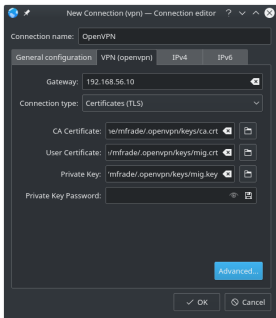 New Connection (vpn) — Connection editor
Connection name: OpenVPN
General configuration VPN (openvpn) IPv4 IPv6
Gateway: 192.168.56.10
Connection type: Certificates (TLS)
CA Certificate: ne/mfrade/.openvpn/keys/ca.crt
User Certificate: /mfrade/.openvpn/keys/mig.crt
Private Key: /mfrade/.openvpn/keys/mig.key
Private Key Password:
Advanced...
OK Cancel